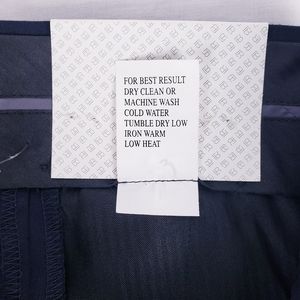 FOR BEST RESULT
DRY CLEAN OR
MACHINE WASH
COLD WATER
TUMBLE DRY LOW
IRON WARM
LOW HEAT